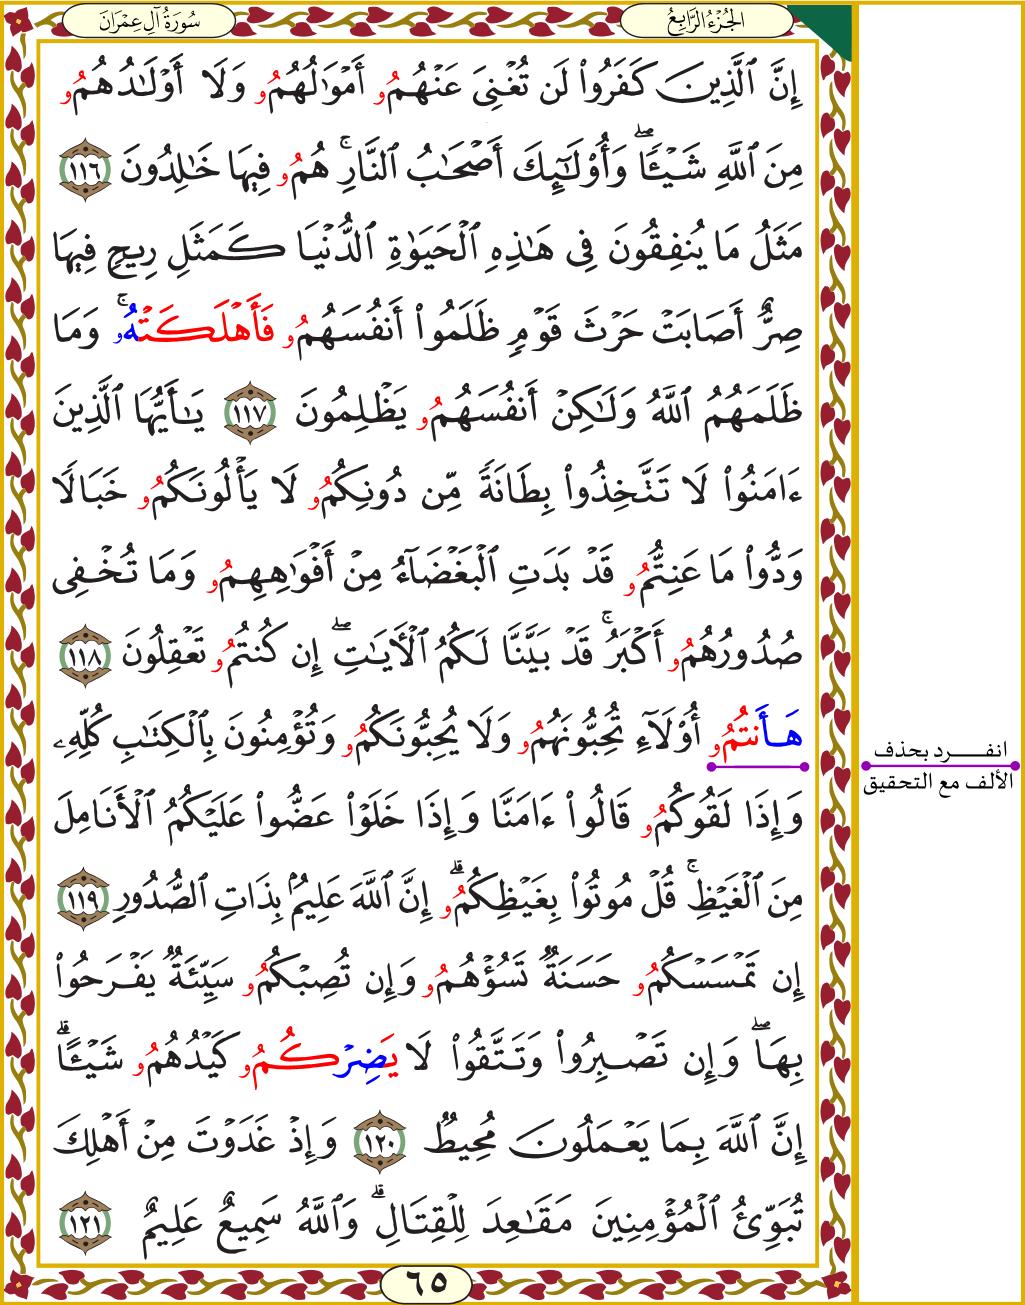 سُورَةُ آلِ عِمْرَانَ
الجُزْءُ الرَّابِعُ
إِنَّ ٱلَّذِينَ كَفَرُوا۟ لَن تُغْنِىَ عَنْهُمُۥ أَمْوَٰلُهُمُۥ وَلَا أَوْلَٰدُهُمُۥ
مِنَ ٱللَّهِ شَيْـًٔاۖ وَأُو۟لَٰٓئِكَ أَصْحَٰبُ ٱلنَّارِۚ هُمُۥ فِيهَا خَٰلِدُونَ ١١٦
مَثَلُ مَا يُنفِقُونَ فِى هَٰذِهِ ٱلْحَيَوٰةِ ٱلدُّنْيَا كَمَثَلِ رِيحٍ فِيهَا
صِرٌّ أَصَابَتْ حَرْثَ قَوْمٍ ظَلَمُوا۟ أَنفُسَهُمُۥ فَأَهْلَكَتْهُۥۚ وَمَا
ظَلَمَهُمُ ٱللَّهُ وَلَٰكِنْ أَنفُسَهُمُۥ يَظْلِمُونَ ١١٧ يَٰأَيُّهَا ٱلَّذِينَ
ءَامَنُوا۟ لَا تَتَّخِذُوا۟ بِطَانَةً مِّن دُونِكُمُۥ لَا يَأْلُونَكُمُۥ خَبَالًا
وَدُّوا۟ مَا عَنِتُّمُۥ قَدْ بَدَتِ ٱلْبَغْضَآءُ مِنْ أَفْوَٰهِهِمُۥ وَمَا تُخْفِى
صُدُورُهُمُۥ أَكْبَرُۚ قَدْ بَيَّنَّا لَكُمُ ٱلْأَيَٰتِۖ إِن كُنتُمُۥ تَعْقِلُونَ ١١٨
هَأَنتُمُۥ أُو۟لَآءِ تُحِبُّونَهُمُۥ وَلَا يُحِبُّونَكُمُۥ وَتُؤْمِنُونَ بِٱلْكِتَٰبِ كُلِّهِۦ
وَإِذَا لَقُوكُمُۥ قَالُوا۟ ءَامَنَّا وَإِذَا خَلَوْا۟ عَضُّوا۟ عَلَيْكُمُ ٱلْأَنَامِلَ
مِنَ ٱلْغَيْظِۚ قُلْ مُوتُوا۟ بِغَيْظِكُمُۥۗ إِنَّ ٱللَّهَ عَلِيمٌۢ بِذَاتِ ٱلصُّدُورِ ١١٩
إِن تَمْسَسْكُمُۥ حَسَنَةٌ تَسُؤْهُمُۥ وَإِن تُصِبْكُمُۥ سَيِّئَةٌ يَفْرَحُوا۟
بِهَاۖ وَإِن تَصْبِرُوا۟ وَتَتَّقُوا۟ لَا يَضِرْكُمُۥ كَيْدُهُمُۥ شَيْـًٔاۗ
إِنَّ ٱللَّهَ بِمَا يَعْمَلُونَ مُحِيطٌ ١٢٠ وَإِذْ غَدَوْتَ مِنْ أَهْلِكَ
تُبَوِّئُ ٱلْمُؤْمِنِينَ مَقَٰعِدَ لِلْقِتَالِۗ وَٱللَّهُ سَمِيعٌ عَلِيمٌ ١٢١
انفرد بحذف
الألف مع التحقيق
٦٥